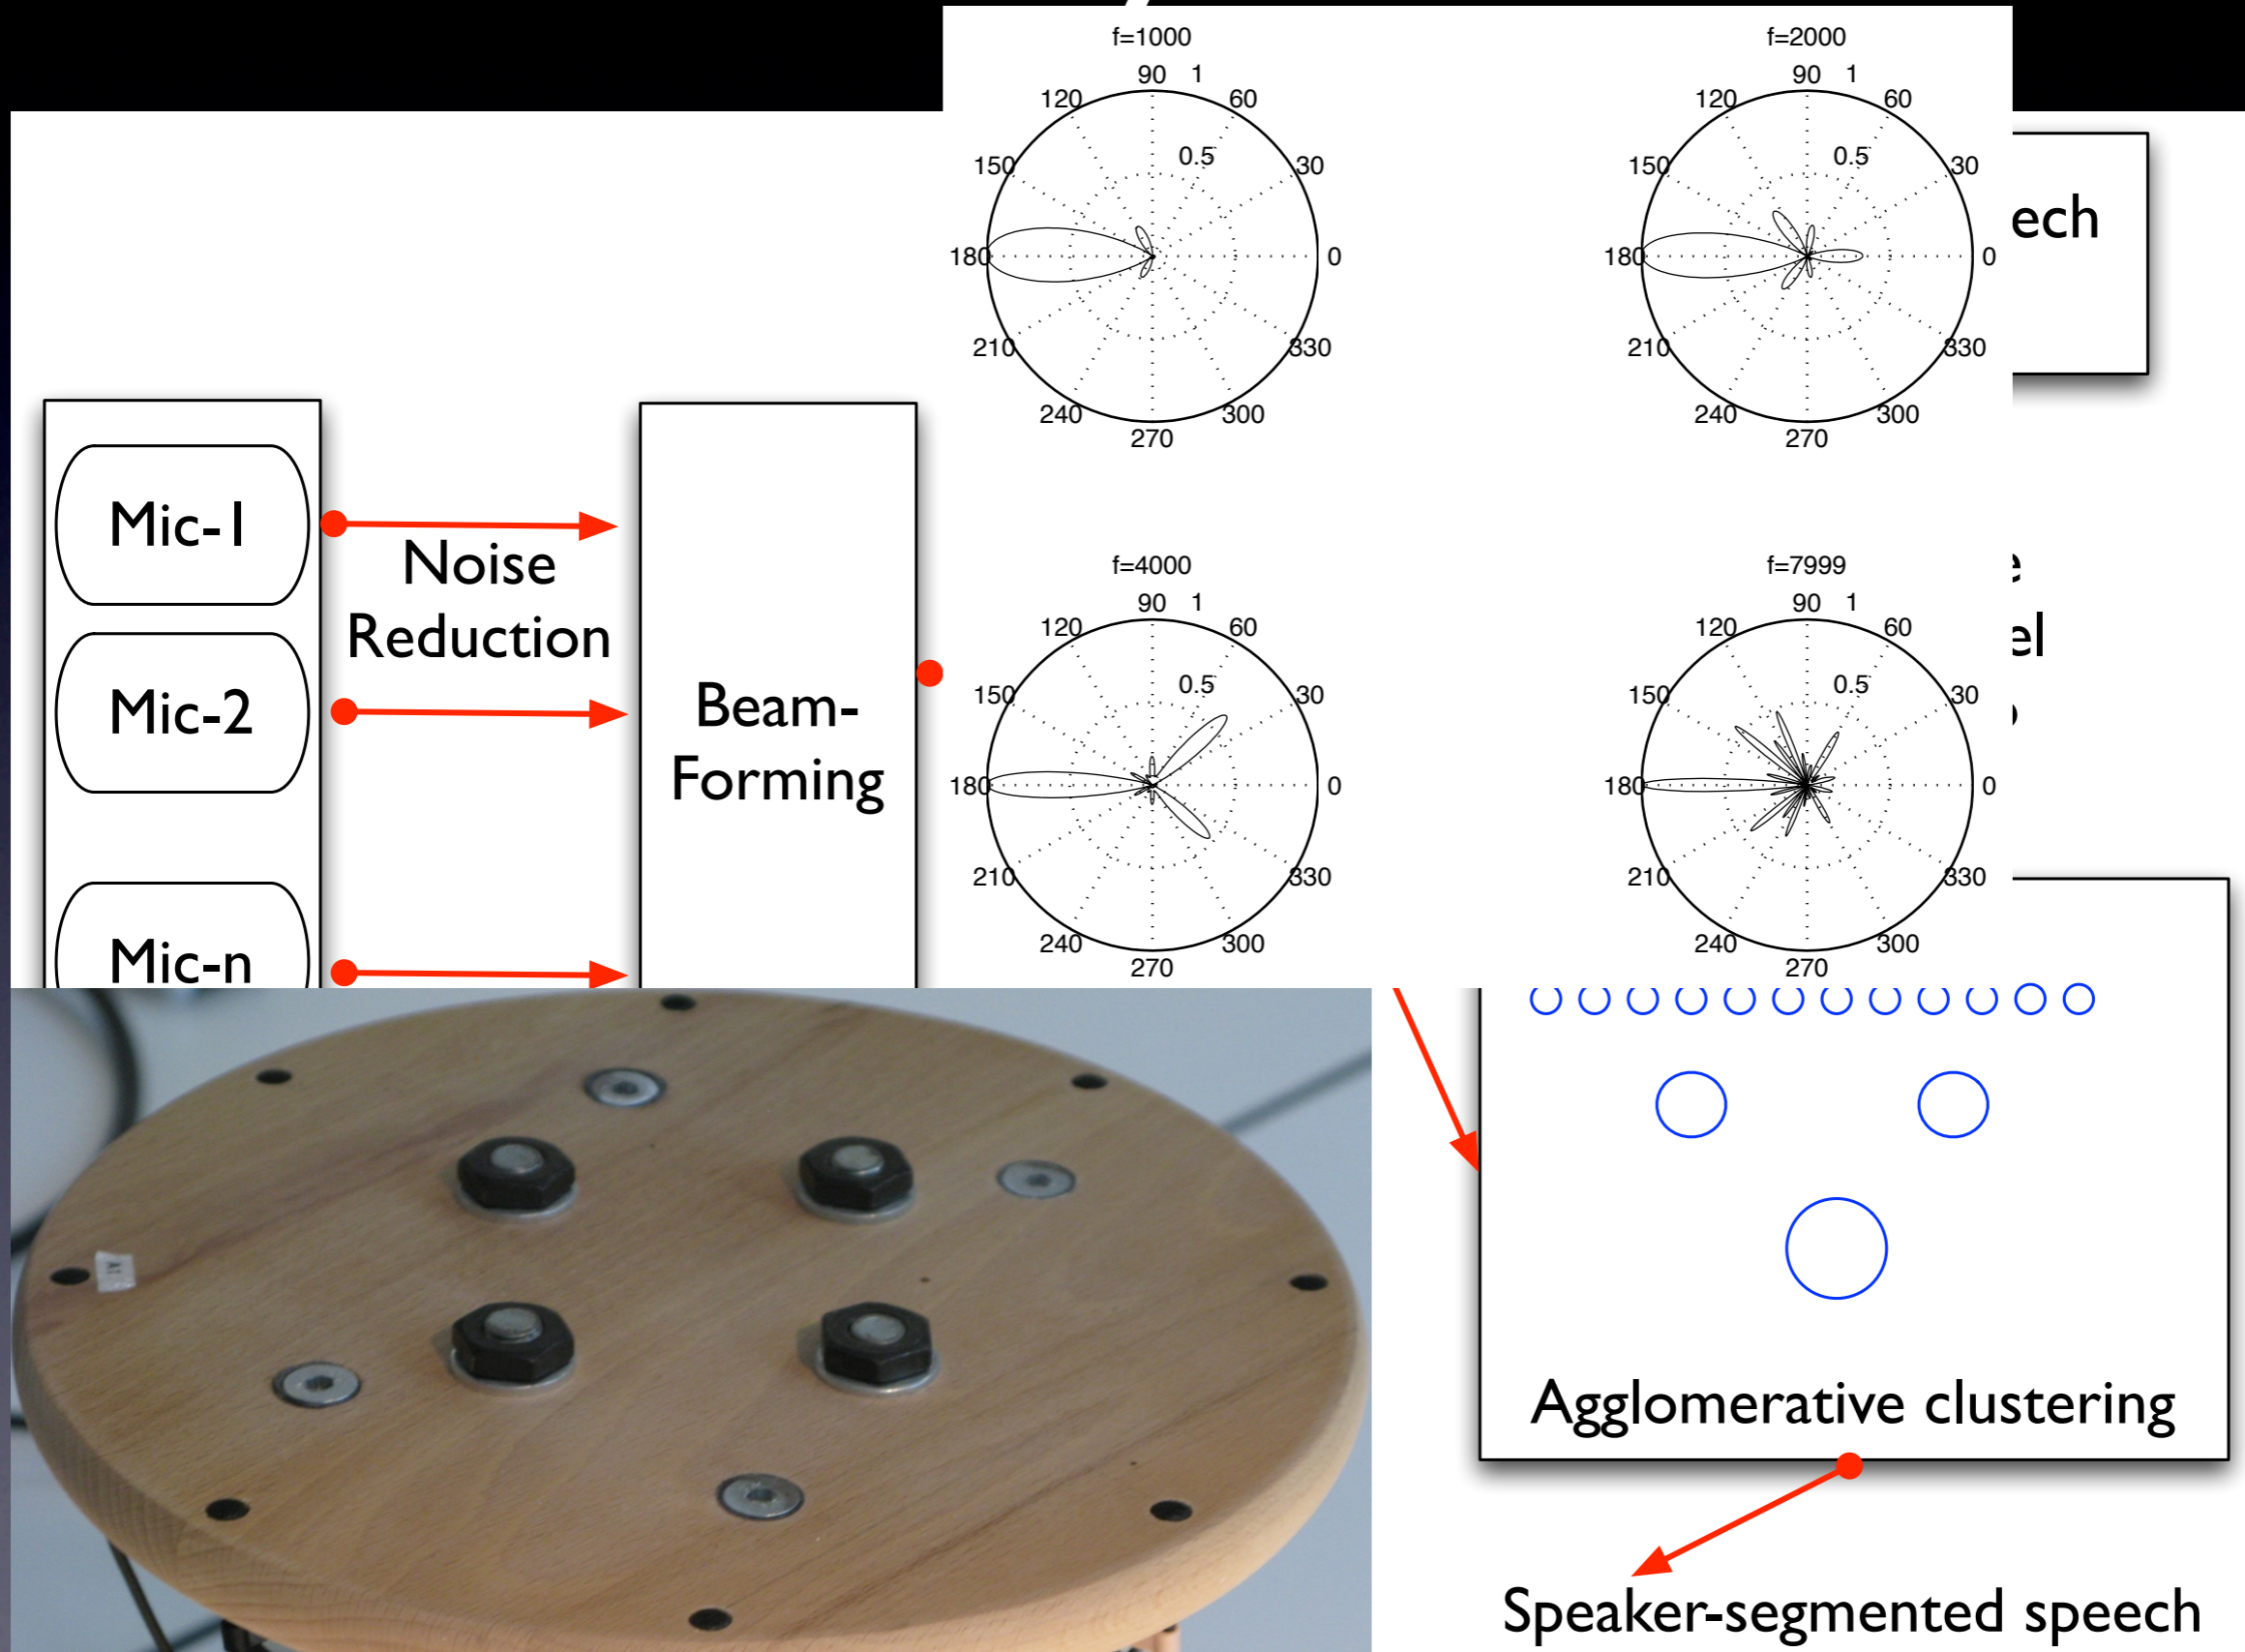 f=1000
90 1
120 60
150 0.5 30
180 0
210 330
240 300
270
f=2000
90 1
120 60
150 0.5 30
180 0
210 330
240 300
270
ech
Mic-1
Noise
Reduction
Mic-2
Beam-
Forming
Mic-n
f=4000
90 1
120 60
150 0.5 30
180 0
210 330
240 300
270
f=7999
90 1
120 60
150 0.5 30
180 0
210 330
240 300
270
el
Agglomerative clustering
Speaker-segmented speech